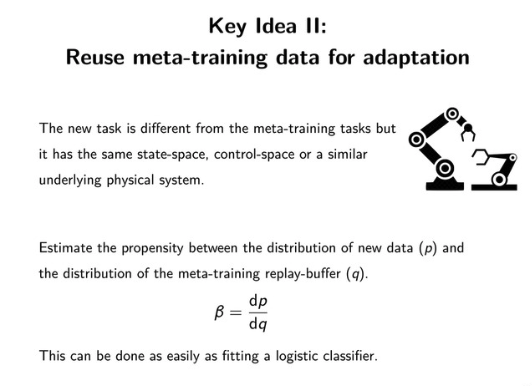 Key Idea II:
Reuse meta-training data for adaptation
The new task is different from the meta-training tasks but
it has the same state-space, control-space or a similar
underlying physical system.
Estimate the propensity between the distribution of new data (p) and
the distribution of the meta-training replay-buffer (q).
β = dp/dq
This can be done as easily as fitting a logistic classifier.